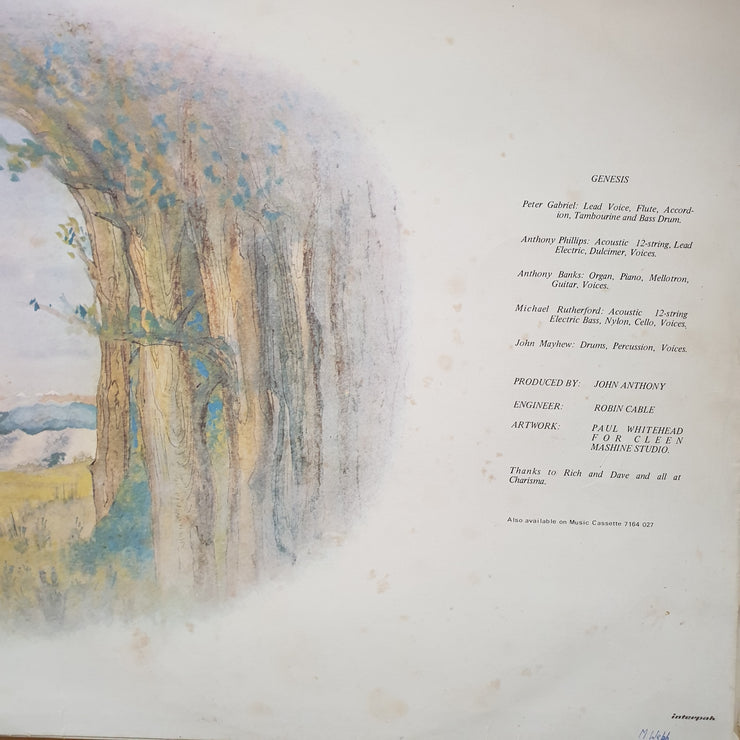 GENESIS
Peter Gabriel: Lead Voice, Flute, Accord-
ion, Tambourine and Bass Drum.
Anthony Phillips: Acoustic 12-string, Lead
Electric, Dulcimer, Voices.
Anthony Banks: Organ, Piano, Mellotron,
Guitar, Voices.
Michael Rutherford: Acoustic 12-string
Electric Bass, Nylon, Cello, Voices,
John Mayhew: Drums, Percussion, Voices.
PRODUCED BY: JOHN ANTHONY
ENGINEER: ROBIN CABLE
ARTWORK: PAUL WHITEHEAD
FOR CLEEN
MASHINE STUDIO.
Thanks to Rich and Dave and all at
Charisma.
Also available on Music Cassette 7164 027
interpak
M. Webb